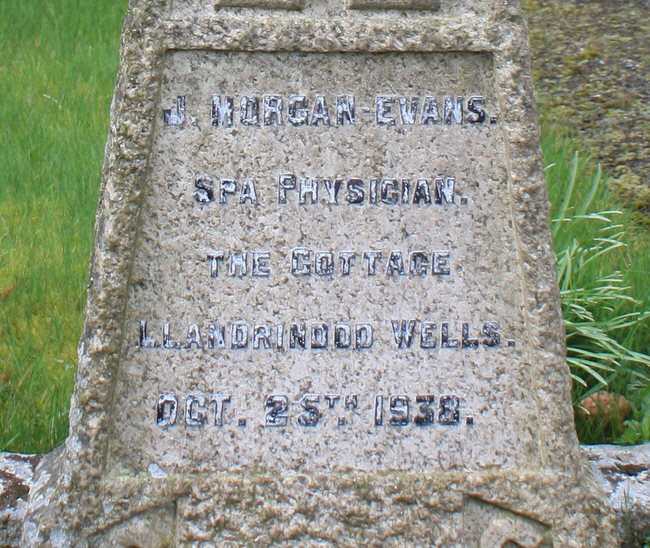 J. MORGAN-EVANS.
SPA PHYSICIAN.
THE COTTAGE
LLANDRINDOD WELLS.
OCT. 25TH. 1938.